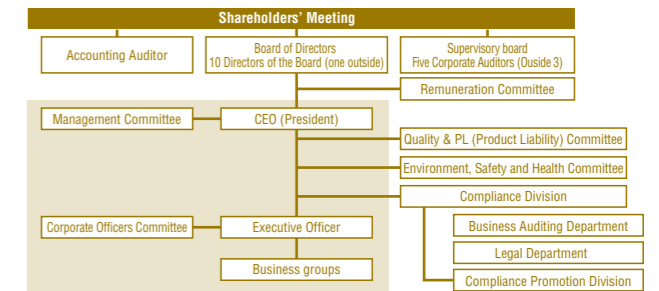 Shareholders' Meeting
Accounting Auditor
Board of Directors
10 Directors of the Board (one outside)
Supervisory board
Five Corporate Auditors (Ouside 3)
Remuneration Committee
Management Committee
CEO (President)
Quality & PL (Product Liability) Committee
Environment, Safety and Health Committee
Compliance Division
Corporate Officers Committee
Executive Officer
Business Auditing Department
Legal Department
Business groups
Compliance Promotion Division